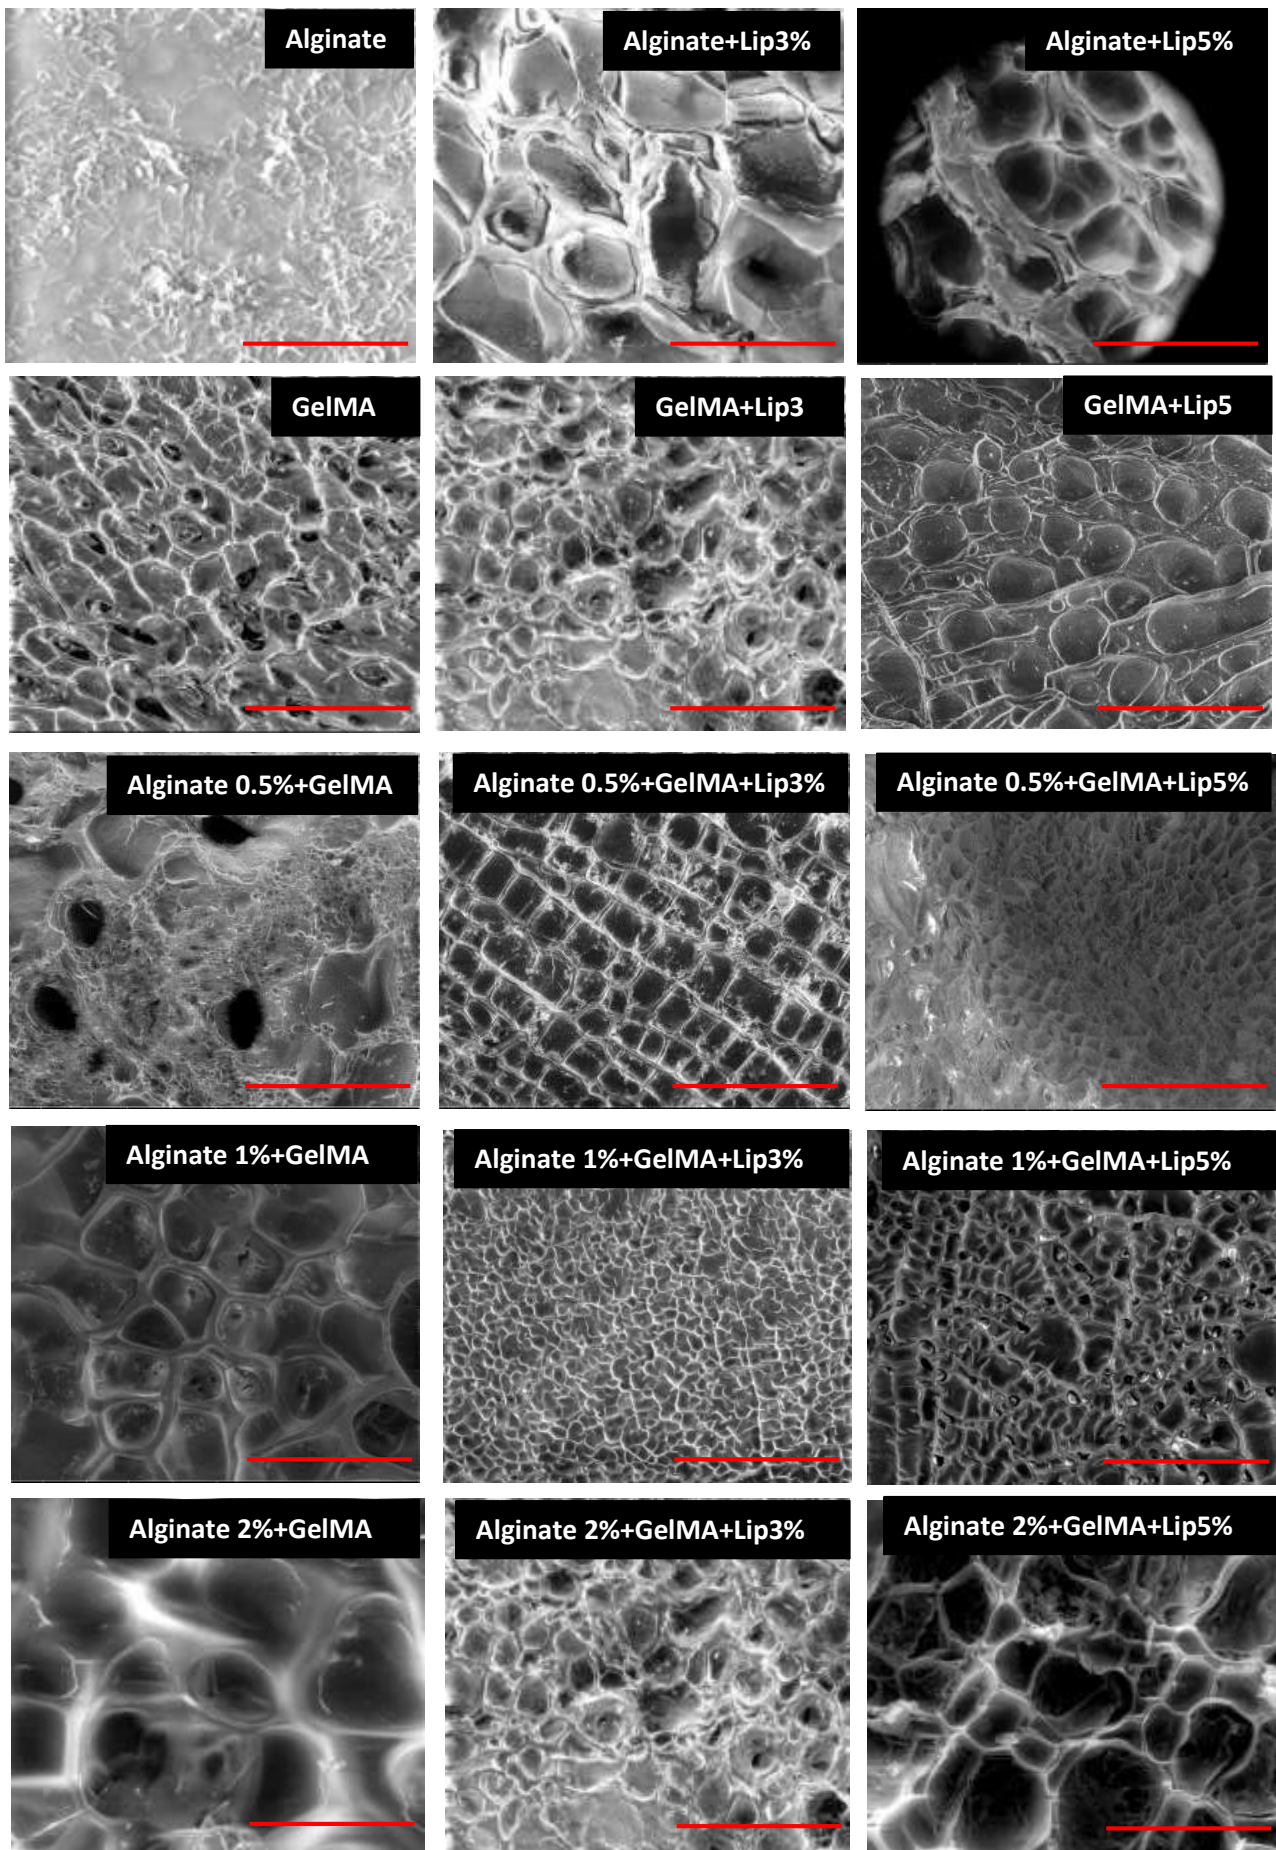 Alginate
Alginate+Lip3%
Alginate+Lip5%
GelMA
GelMA+Lip3
GelMA+Lip5
Alginate 0.5%+GelMA
Alginate 0.5%+GelMA+Lip3%
Alginate 0.5%+GelMA+Lip5%
Alginate 1%+GelMA
Alginate 1%+GelMA+Lip3%
Alginate 1%+GelMA+Lip5%
Alginate 2%+GelMA
Alginate 2%+GelMA+Lip3%
Alginate 2%+GelMA+Lip5%